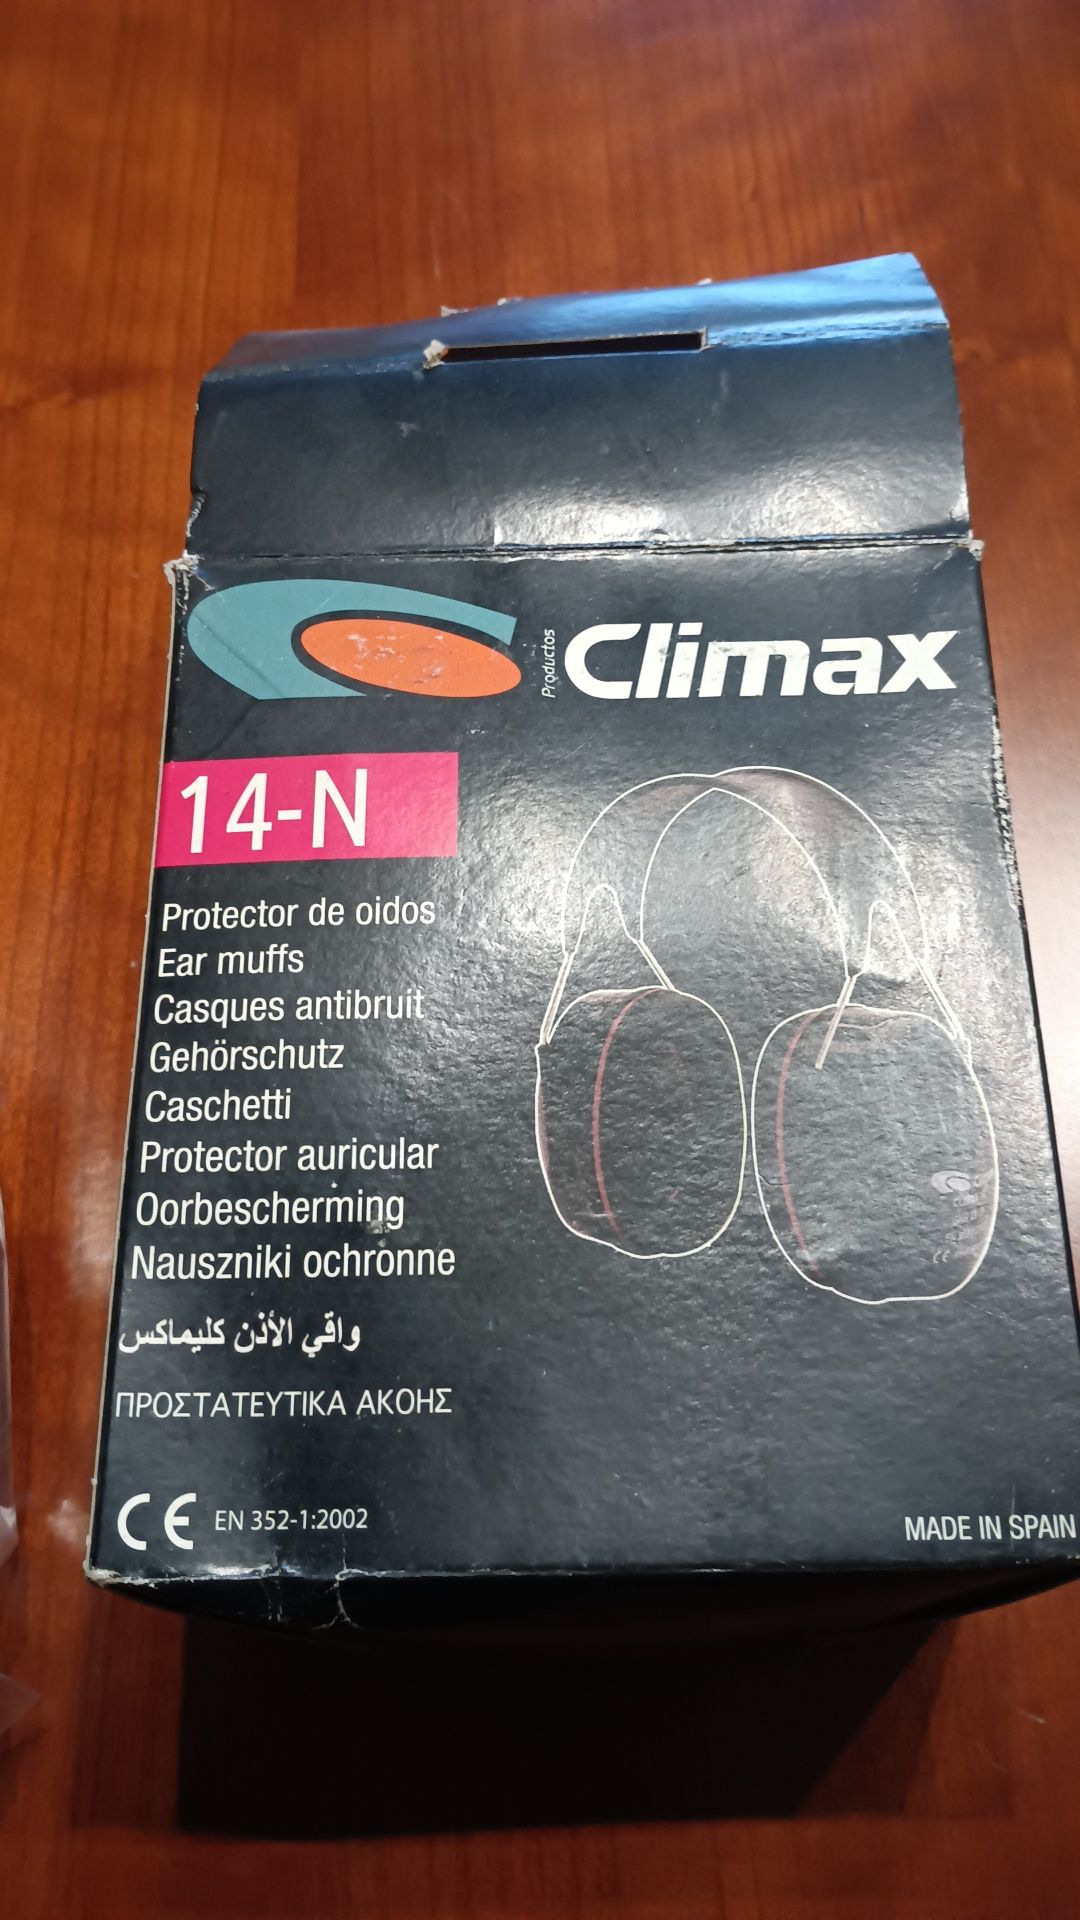 Productos Climax
14-N
Protector de oidos
Ear muffs
Casques antibruit
Gehörschutz
Caschetti
Protector auricular
Oorbescherming
Nauszniki ochronne
واقي الأذن كليماكس
ΠΡΟΣΤΑΤΕΥΤΙΚΑ ΑΚΟΗΣ
CE EN 352-1:2002
MADE IN SPAIN
CE